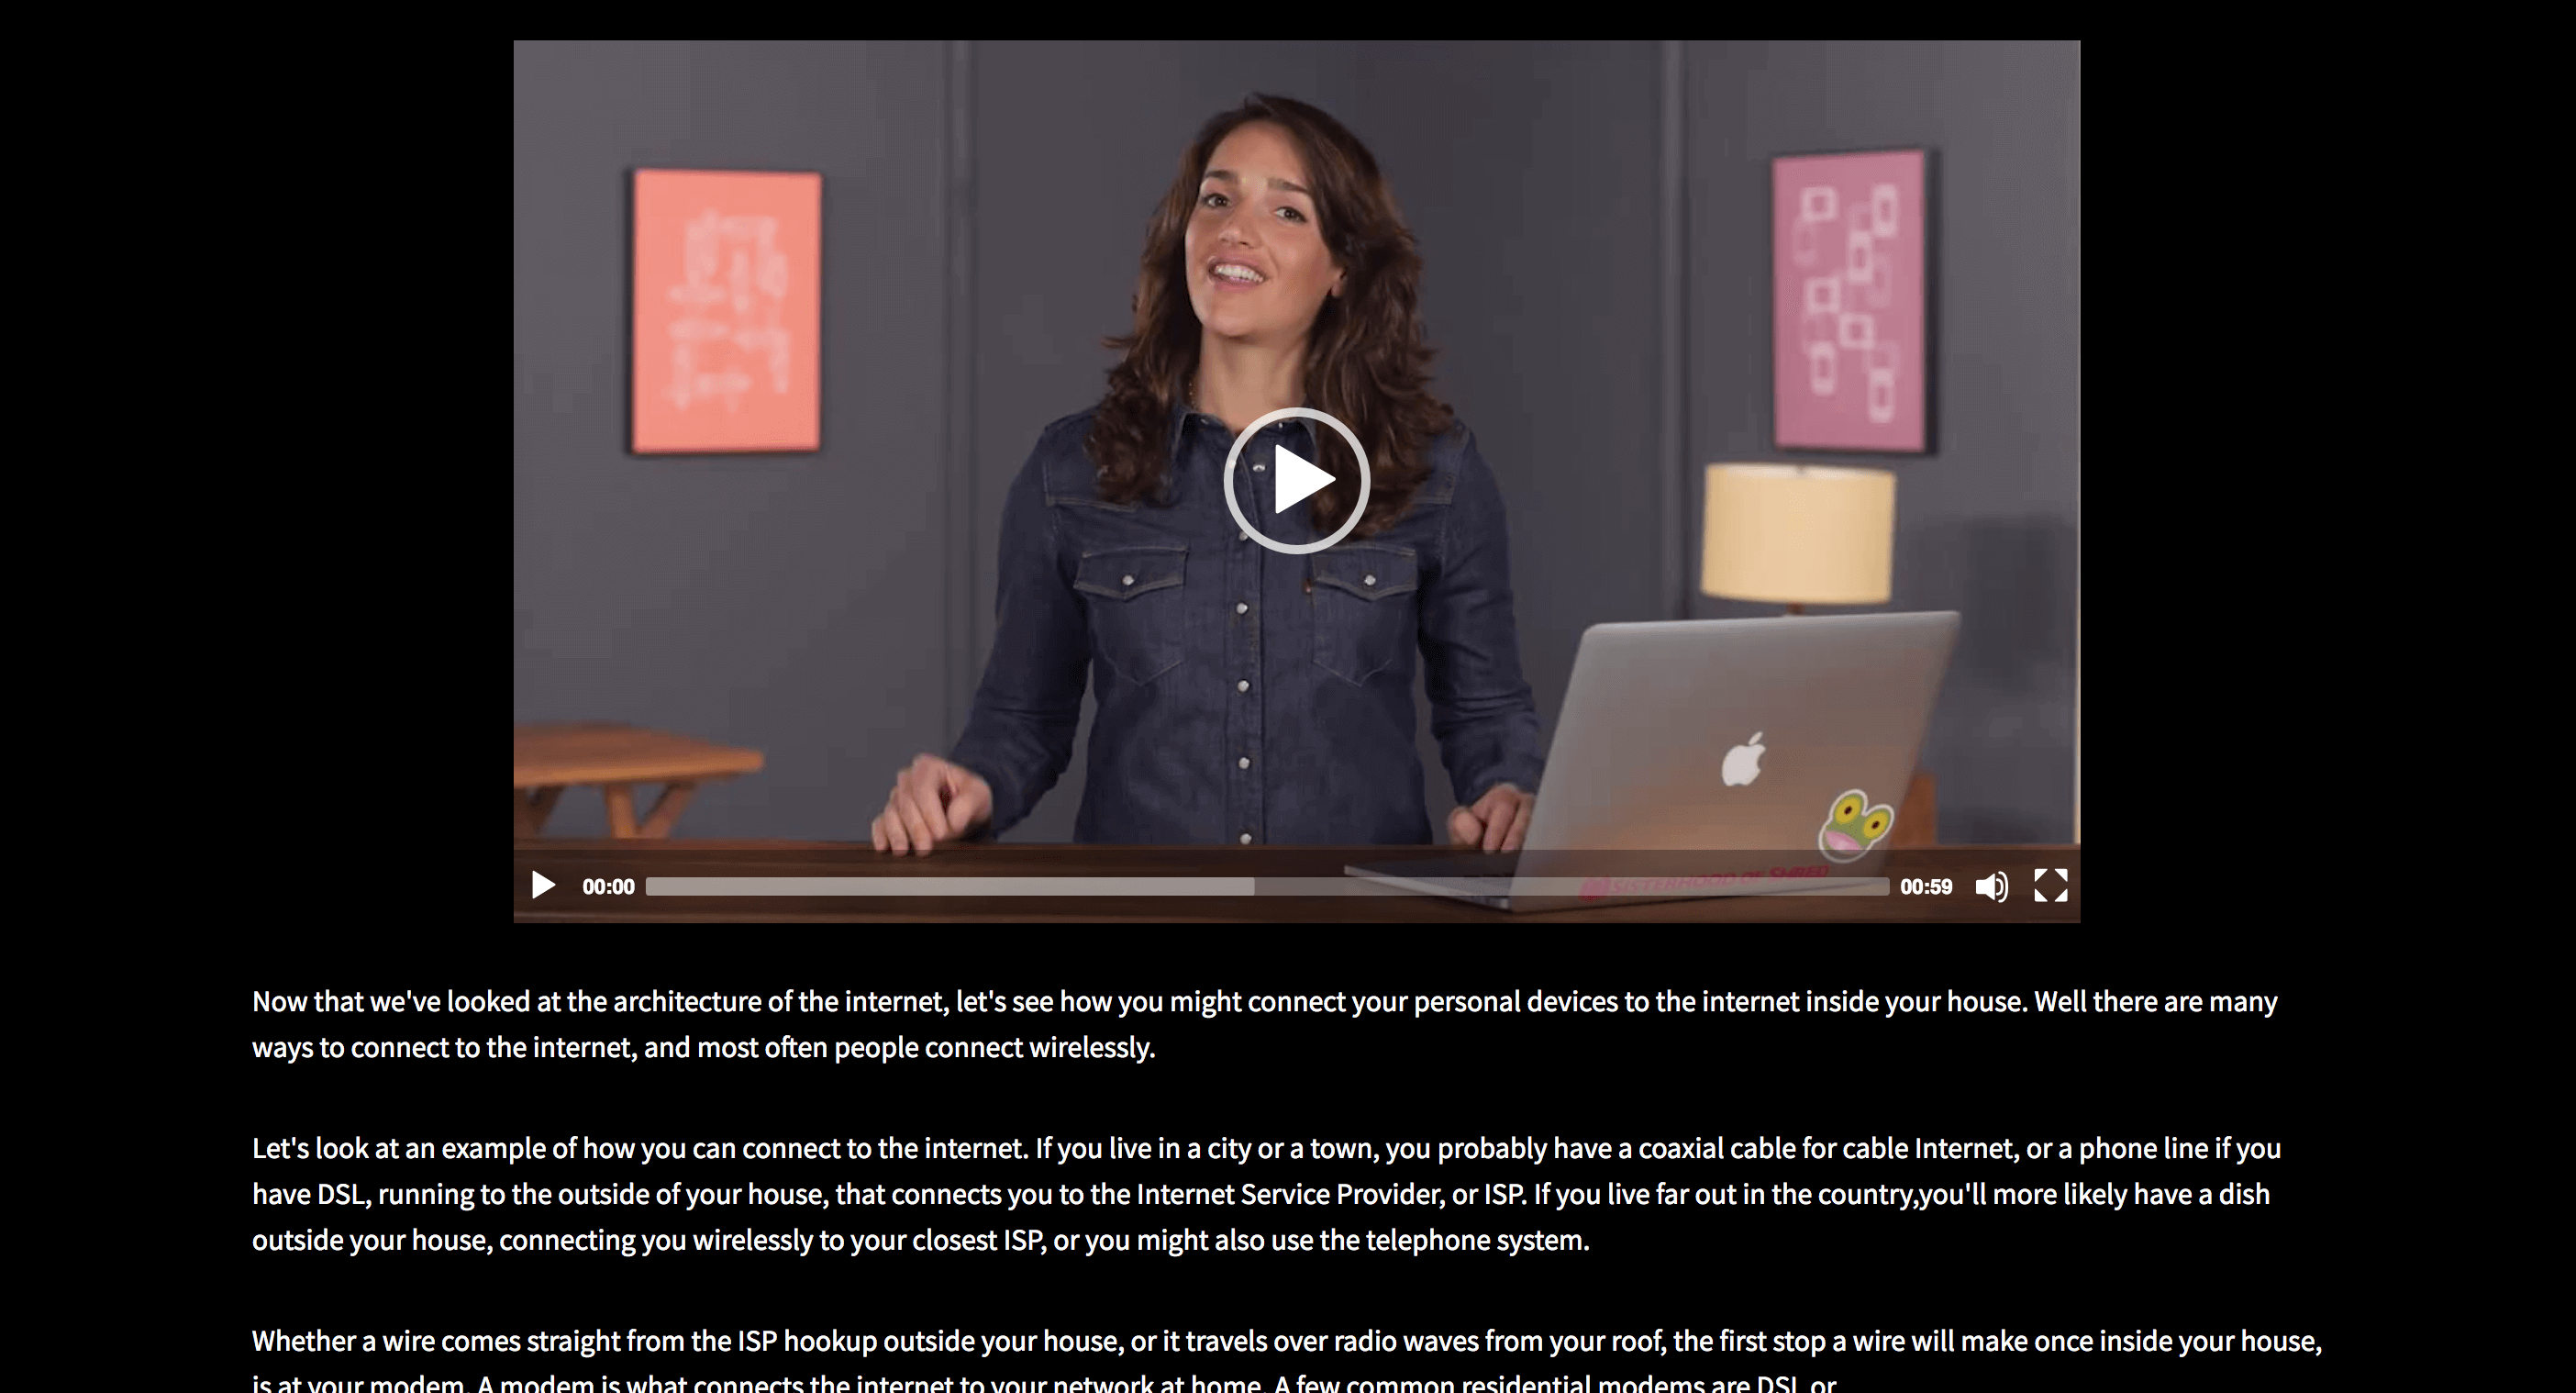 SISTERHOOD OF SHRED
00:00
00:59
Now that we've looked at the architecture of the internet, let's see how you might connect your personal devices to the internet inside your house. Well there are many
ways to connect to the internet, and most often people connect wirelessly.
Let's look at an example of how you can connect to the internet. If you live in a city or a town, you probably have a coaxial cable for cable Internet, or a phone line if you
have DSL, running to the outside of your house, that connects you to the Internet Service Provider, or ISP. If you live far out in the country,you'll more likely have a dish
outside your house, connecting you wirelessly to your closest ISP, or you might also use the telephone system.
Whether a wire comes straight from the ISP hookup outside your house, or it travels over radio waves from your roof, the first stop a wire will make once inside your house,
is at your modem. A modem is what connects the internet to your network at home. A few common residential modems are DSL or